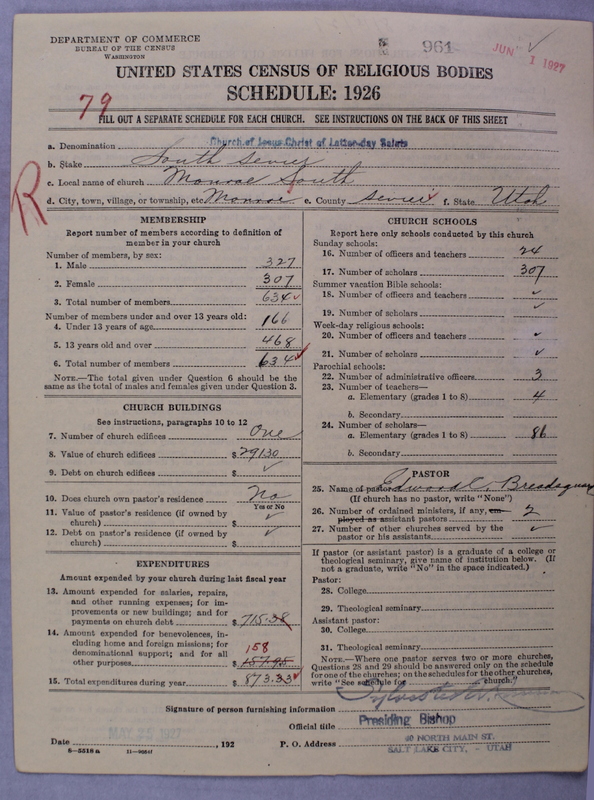 DEPARTMENT OF COMMERCE
BUREAU OF THE CENSUS
WASHINGTON
961
JUN 1 1927
UNITED STATES CENSUS OF RELIGIOUS BODIES
SCHEDULE: 1926
79
FILL OUT A SEPARATE SCHEDULE FOR EACH CHURCH. SEE INSTRUCTIONS ON THE BACK OF THIS SHEET
a. Denomination Church of Jesus Christ of Latter-day Saints
b. Stake South Sevier
c. Local name of church Monroe South
d. City, town, village, or township, etc. Monroe e. County Sevier f. State Utah
R
MEMBERSHIP
Report number of members according to definition of
member in your church
Number of members, by sex:
1. Male 327
2. Female 307
3. Total number of members 634
Number of members under and over 13 years old:
4. Under 13 years of age 166
5. 13 years old and over 468
6. Total number of members 634
NOTE.—The total given under Question 6 should be
the same as the total of males and females given under Question 3.
CHURCH BUILDINGS
See instructions, paragraphs 10 to 12
7. Number of church edifices One
8. Value of church edifices $29130
9. Debt on church edifices $ ✓
10. Does church own pastor's residence No
Yes or No
11. Value of pastor's residence (if owned by
church) $ ✓
12. Debt on pastor's residence (if owned by
church) $ ✓
EXPENDITURES
Amount expended by your church during last fiscal year
13. Amount expended for salaries, repairs,
and other running expenses; for im-
provements or new buildings; and for
payments on church debt $ 715.38
14. Amount expended for benevolences, in-
cluding home and foreign missions; for
denominational support; and for all 158
other purposes $ 157.95
15. Total expenditures during year $ 873.33
CHURCH SCHOOLS
Report here only schools conducted by this church
Sunday schools:
16. Number of officers and teachers 24
17. Number of scholars 307
Summer vacation Bible schools:
18. Number of officers and teachers ✓
19. Number of scholars ✓
Week-day religious schools:
20. Number of officers and teachers ✓
21. Number of scholars ✓
Parochial schools:
22. Number of administrative officers 3
23. Number of teachers—
a. Elementary (grades 1 to 8) 4
b. Secondary
24. Number of scholars—
a. Elementary (grades 1 to 8) 86
b. Secondary
PASTOR
25. Name of pastor Edward C.
(If church has no pastor, write "None")
26. Number of ordained ministers, if any, em-
ployed as assistant pastors 2
27. Number of other churches served by the
pastor or his assistants ✓
If pastor (or assistant pastor) is a graduate of a college or
theological seminary, give name of institution below. (If
not a graduate, write "No" in the space indicated.)
Pastor:
28. College
29. Theological seminary
Assistant pastor:
30. College
31. Theological seminary
NOTE.—Where one pastor serves two or more churches,
Questions 28 and 29 should be answered only on the schedule
for one of the churches; on the schedules for the other churches,
write "See schedule for church."
Signature of person furnishing information
Official title Presiding Bishop
Date MAY 25 1927, 192 P. O. Address 40 NORTH MAIN ST.
SALT LAKE CITY, - UTAH
8—5518 a